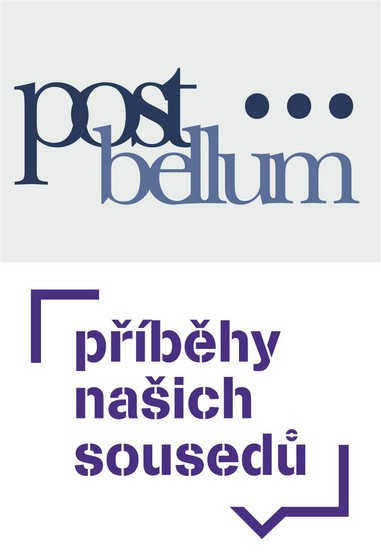 post •••
bellum
příběhy
našich
sousedů